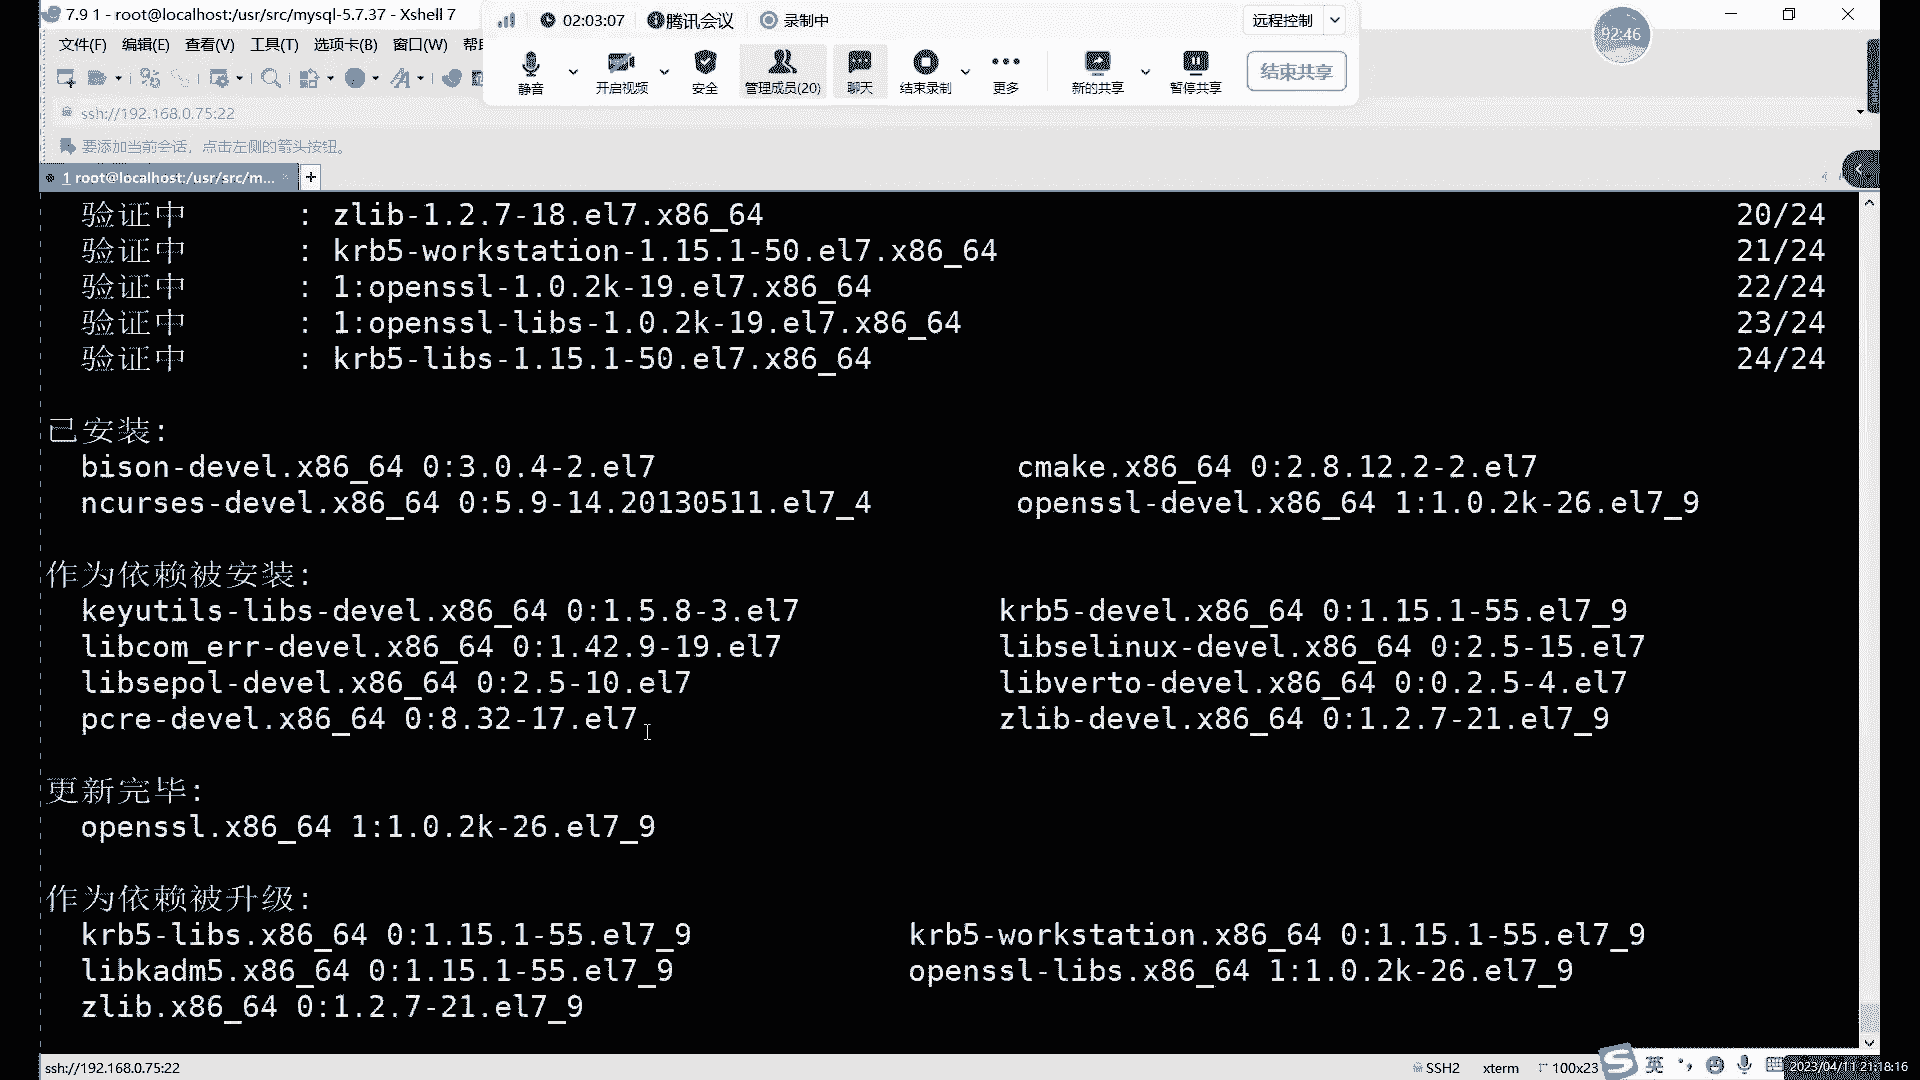 7.9 1 - root@localhost:/usr/src/mysql-5.7.37 - Xshell 7
02:03:07 腾讯会议 录制中 远程控制
92:46
文件(F) 编辑(E) 查看(V) 工具(T) 选项卡(B) 窗口(W)
静音 开启视频 安全 管理成员(20) 聊天 结束录制 更多 新的共享 暂停共享 结束共享
ssh://192.168.0.75:22
要添加当前会话，点击左侧的箭头按钮。
1 root@localhost:/usr/src/m... +
验证中 : zlib-1.2.7-18.el7.x86_64 20/24
验证中 : krb5-workstation-1.15.1-50.el7.x86_64 21/24
验证中 : 1:openssl-1.0.2k-19.el7.x86_64 22/24
验证中 : 1:openssl-libs-1.0.2k-19.el7.x86_64 23/24
验证中 : krb5-libs-1.15.1-50.el7.x86_64 24/24
已安装:
bison-devel.x86_64 0:3.0.4-2.el7 cmake.x86_64 0:2.8.12.2-2.el7
ncurses-devel.x86_64 0:5.9-14.20130511.el7_4 openssl-devel.x86_64 1:1.0.2k-26.el7_9
作为依赖被安装:
keyutils-libs-devel.x86_64 0:1.5.8-3.el7 krb5-devel.x86_64 0:1.15.1-55.el7_9
libcom_err-devel.x86_64 0:1.42.9-19.el7 libselinux-devel.x86_64 0:2.5-15.el7
libsepol-devel.x86_64 0:2.5-10.el7 libverto-devel.x86_64 0:0.2.5-4.el7
pcre-devel.x86_64 0:8.32-17.el7 zlib-devel.x86_64 0:1.2.7-21.el7_9
更新完毕:
openssl.x86_64 1:1.0.2k-26.el7_9
作为依赖被升级:
krb5-libs.x86_64 0:1.15.1-55.el7_9 krb5-workstation.x86_64 0:1.15.1-55.el7_9
libkadm5.x86_64 0:1.15.1-55.el7_9 openssl-libs.x86_64 1:1.0.2k-26.el7_9
zlib.x86_64 0:1.2.7-21.el7_9
ssh://192.168.0.75:22 SSH2 xterm 100x23 英 2023/04/11 21:18:16